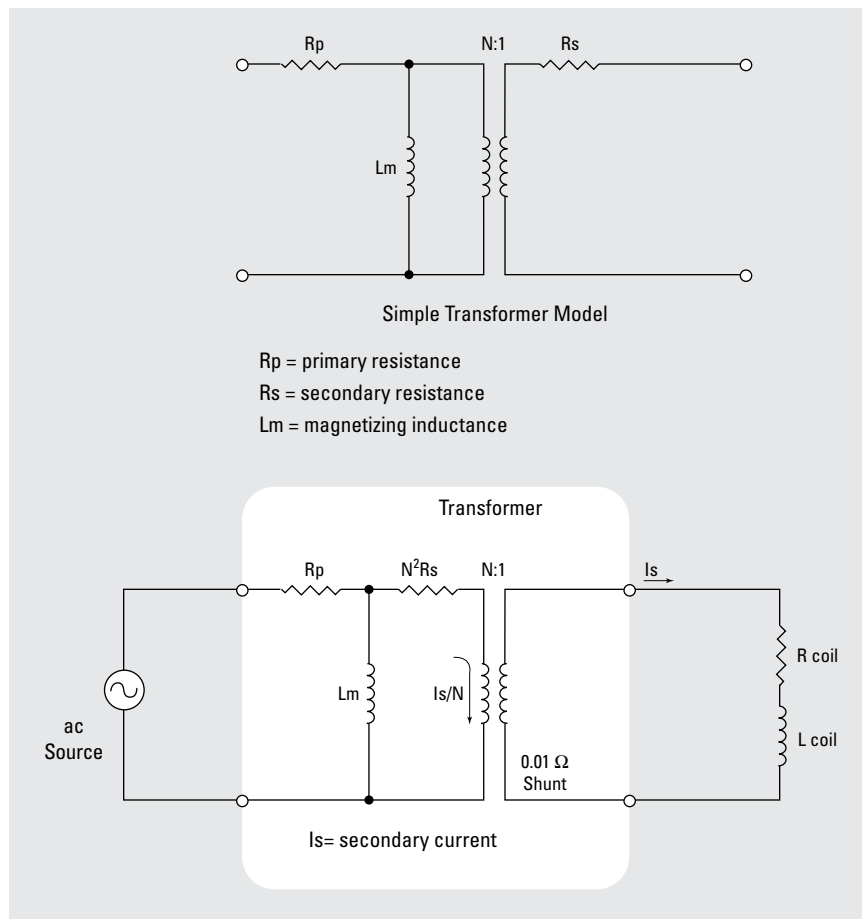 Rp
N:1
Rs
Lm
Simple Transformer Model
Rp = primary resistance
Rs = secondary resistance
Lm = magnetizing inductance
Transformer
Rp
N²Rs
N:1
Is
R coil
Lm
Is/N
ac
Source
L coil
0.01 Ω
Shunt
Is= secondary current